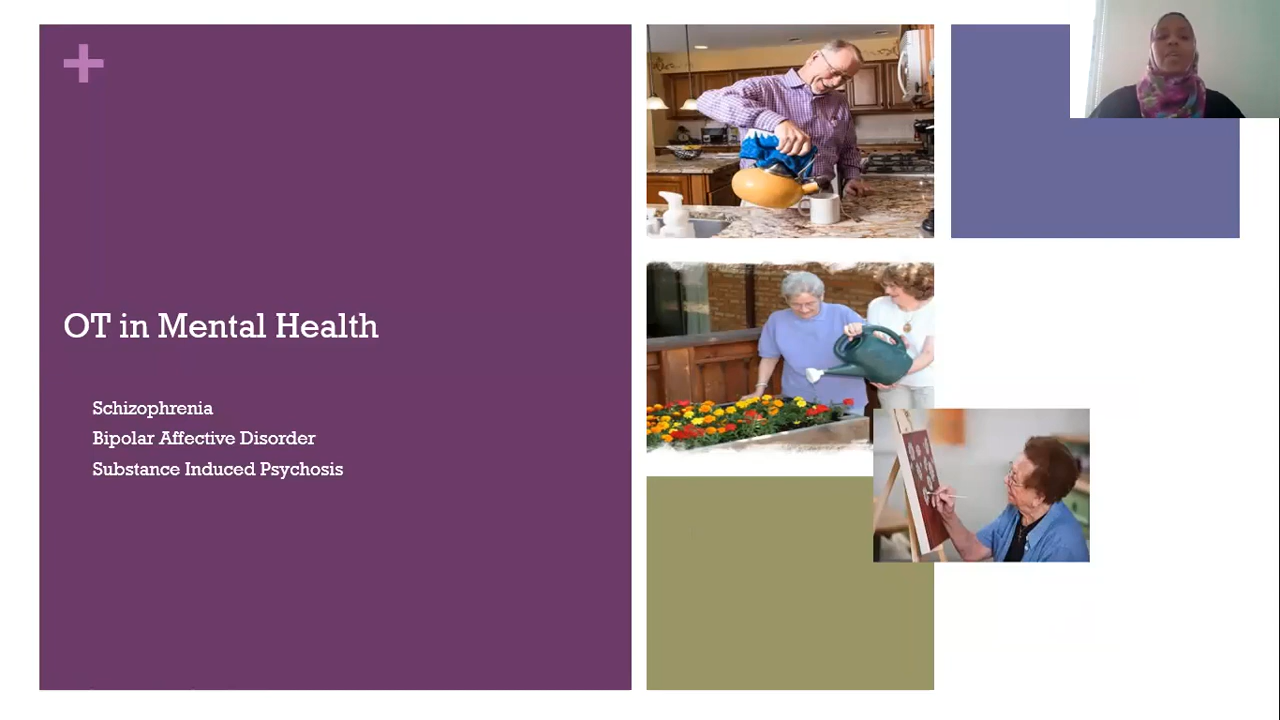 OT in Mental Health
Schizophrenia
Bipolar Affective Disorder
Substance Induced Psychosis